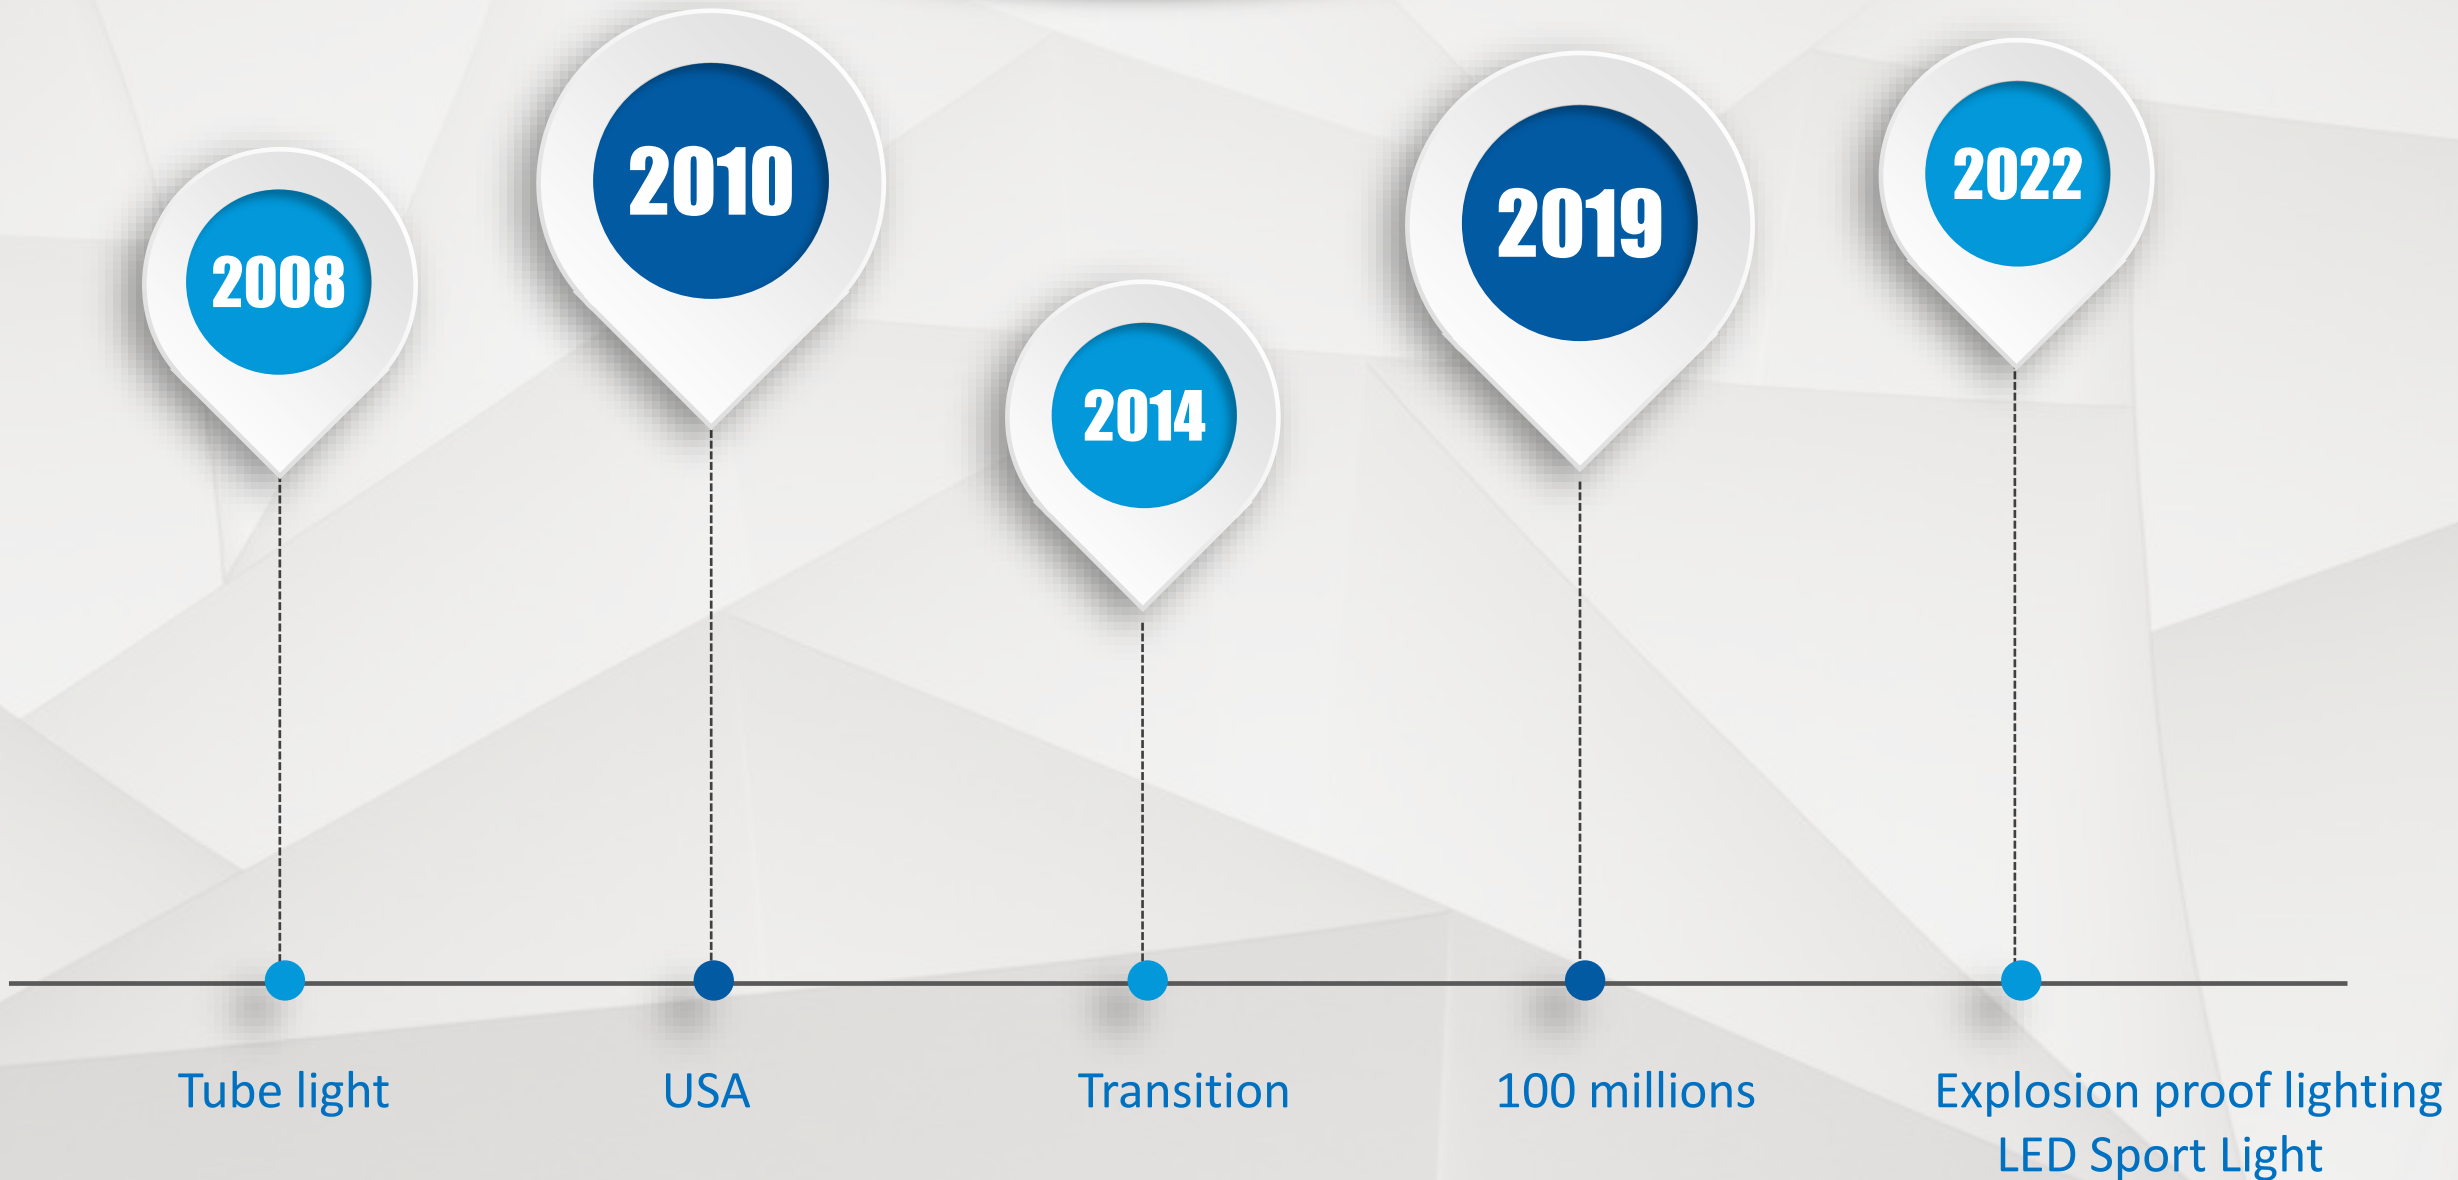 2008
2010
2014
2019
2022
Tube light
USA
Transition
100 millions
Explosion proof lighting
LED Sport Light